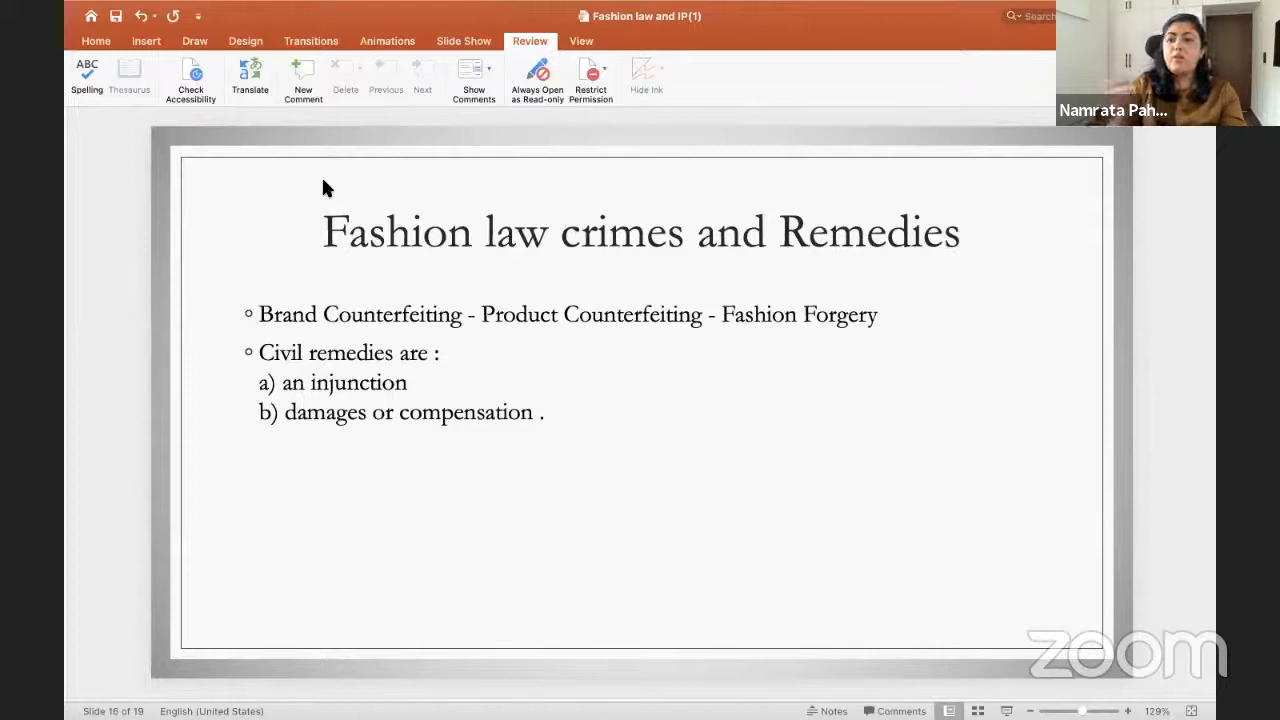 Fashion law and IP(1)
Search
Home Insert Draw Design Transitions Animations Slide Show Review View
ABC
Spelling Thesaurus Check Accessibility Translate New Comment Delete Previous Next Show Comments Always Open as Read-only Restrict Permission Hide Ink
Namrata Pah...
Fashion law crimes and Remedies
Brand Counterfeiting - Product Counterfeiting - Fashion Forgery
Civil remedies are :
a) an injunction
b) damages or compensation .
zoom
Slide 16 of 19 English (United States) Notes Comments 129%